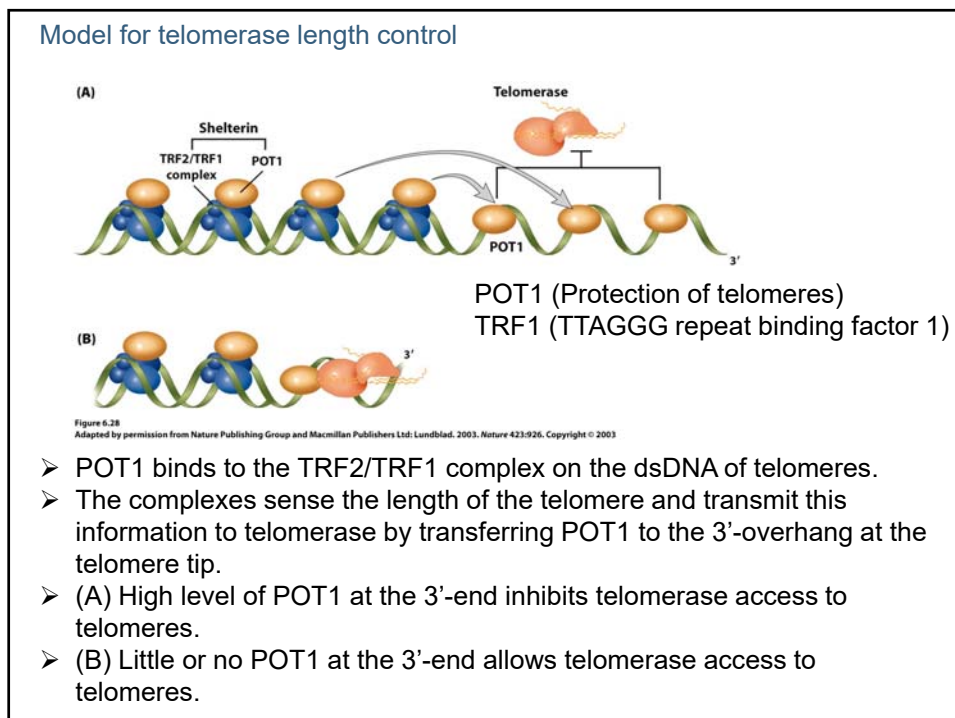 Model for telomerase length control
(A)
Telomerase
Shelterin
TRF2/TRF1
complex
POT1
POT1
3′
POT1 (Protection of telomeres)
TRF1 (TTAGGG repeat binding factor 1)
(B)
3′
Figure 6.28
Adapted by permission from Nature Publishing Group and Macmillan Publishers Ltd: Lundblad. 2003. Nature 423:926. Copyright © 2003
➢ POT1 binds to the TRF2/TRF1 complex on the dsDNA of telomeres.
➢ The complexes sense the length of the telomere and transmit this
information to telomerase by transferring POT1 to the 3’-overhang at the
telomere tip.
➢ (A) High level of POT1 at the 3’-end inhibits telomerase access to
telomeres.
➢ (B) Little or no POT1 at the 3’-end allows telomerase access to
telomeres.